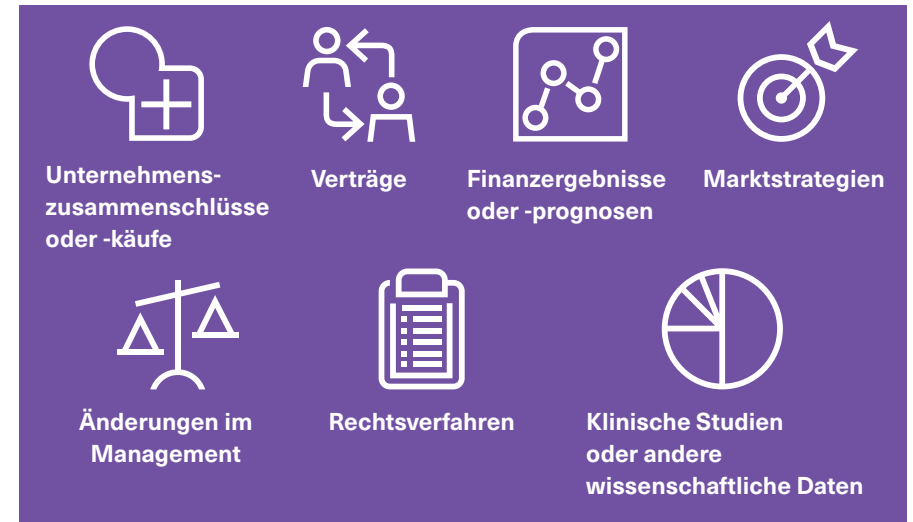 Unternehmens-
zusammenschlüsse
oder -käufe
Verträge
Finanzergebnisse
oder -prognosen
Marktstrategien
Änderungen im
Management
Rechtsverfahren
Klinische Studien
oder andere
wissenschaftliche Daten